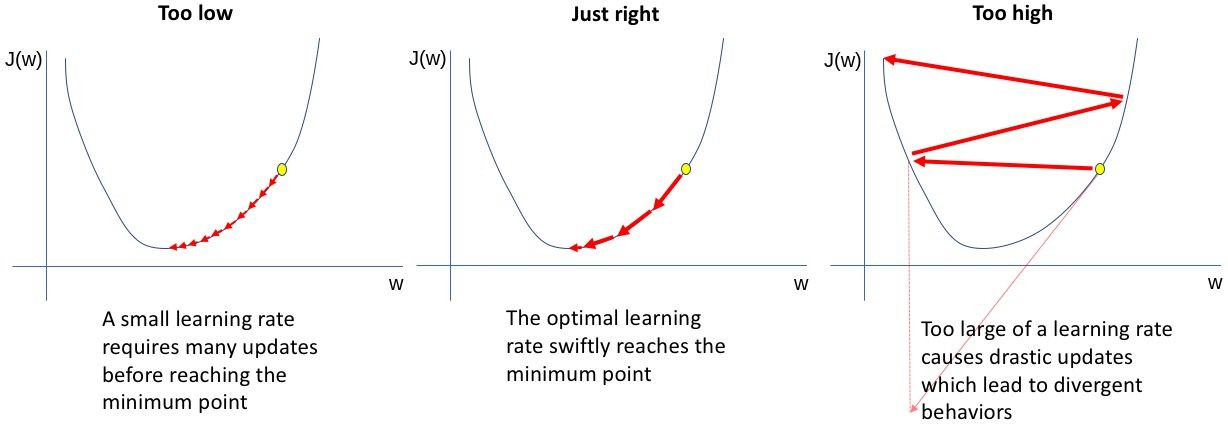 Too low
J(w)
w
A small learning rate
requires many updates
before reaching the
minimum point
Just right
J(w)
w
The optimal learning
rate swiftly reaches the
minimum point
Too high
J(w)
w
Too large of a learning rate
causes drastic updates
which lead to divergent
behaviors